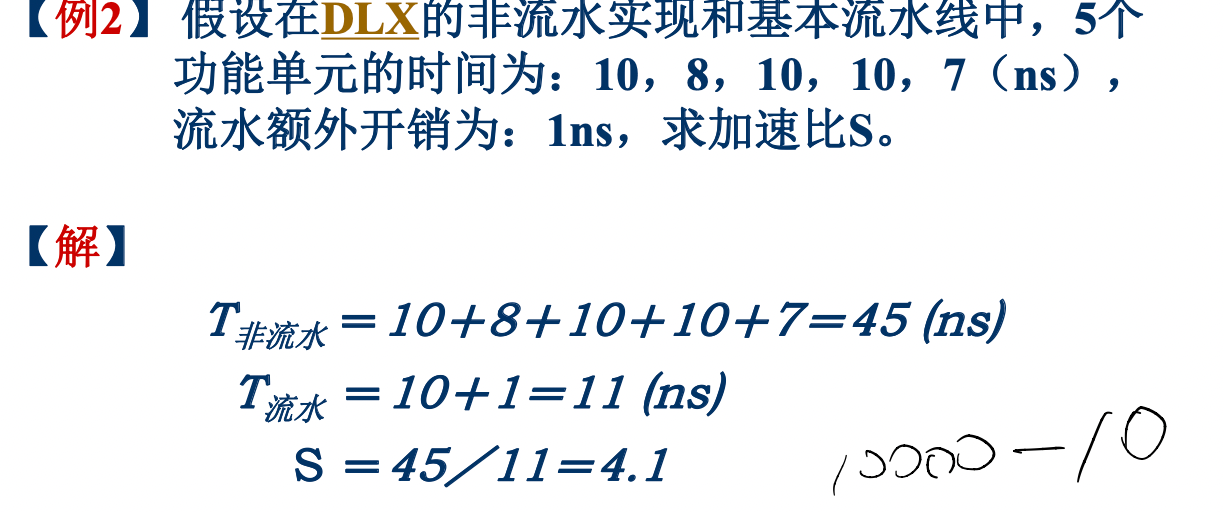 【例2】 假设在DLX的非流水实现和基本流水线中，5个
功能单元的时间为：10，8，10，10，7（ns），
流水额外开销为：1ns，求加速比S。
【解】
T非流水＝10＋8＋10＋10＋7＝45 (ns)
T流水 ＝10＋1＝11 (ns)
S ＝45／11＝4.1
10000－10